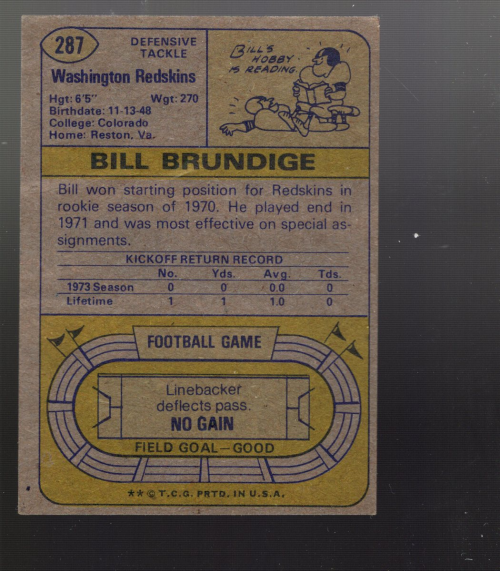 287
DEFENSIVE
TACKLE
Washington Redskins
Hgt: 6'5" Wgt: 270
Birthdate: 11-13-48
College: Colorado
Home: Reston, Va.
BILL'S
HOBBY
IS READING.
BILL BRUNDIGE
Bill won starting position for Redskins in
rookie season of 1970. He played end in
1971 and was most effective on special as-
signments.
KICKOFF RETURN RECORD
No. Yds. Avg. Tds.
1973 Season 0 0 0.0 0
Lifetime 1 1 1.0 0
FOOTBALL GAME
Linebacker
deflects pass.
NO GAIN
FIELD GOAL—GOOD
** © T.C.G. PRTD. IN U.S.A.